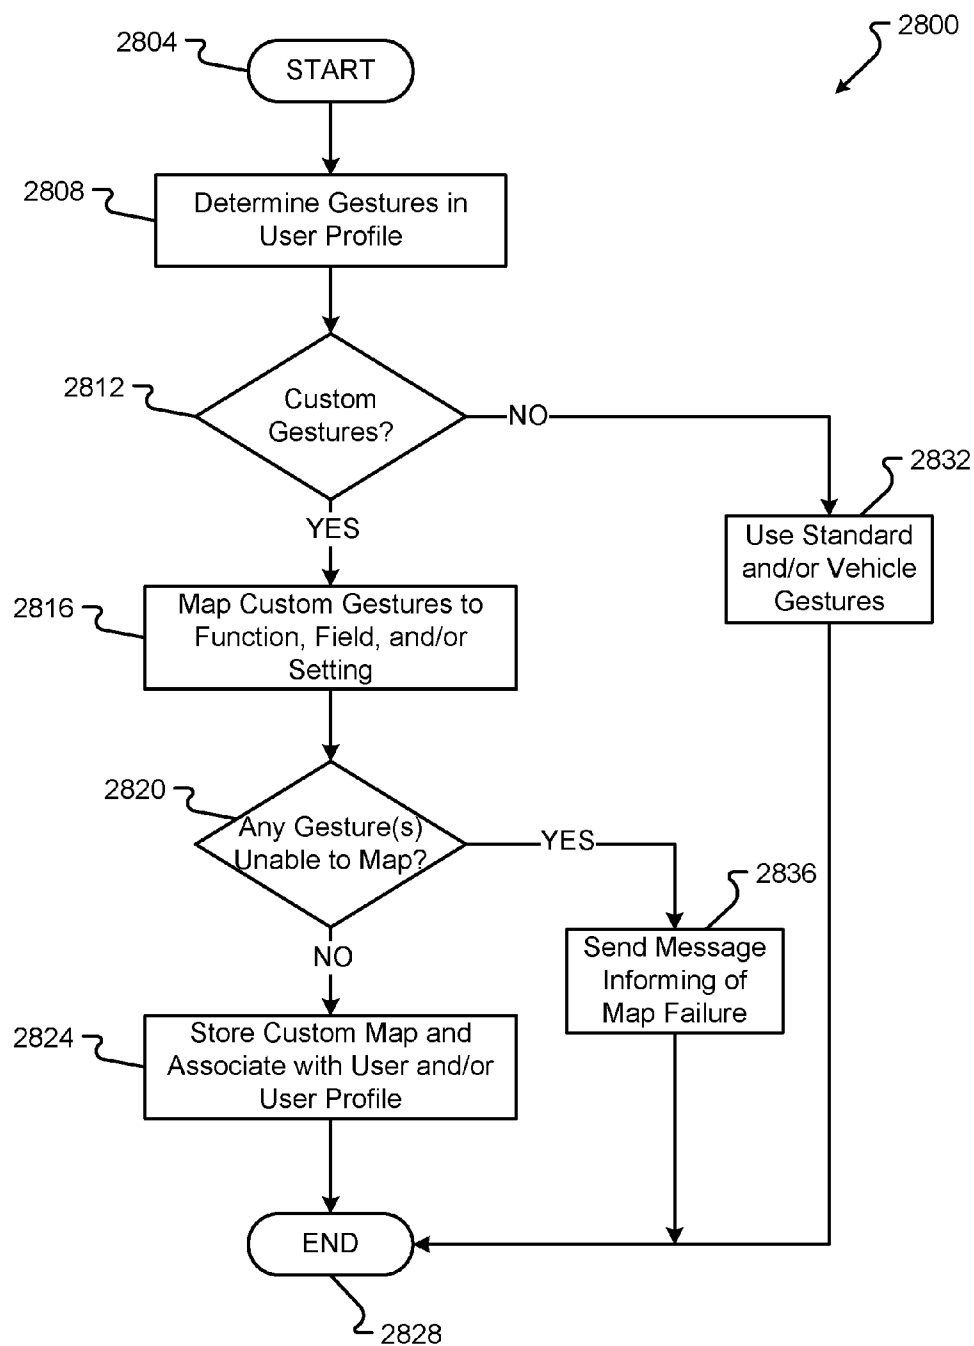 2800
2804
START
2808
Determine Gestures in
User Profile
2812
Custom
Gestures?
NO
YES
2832
Use Standard
and/or Vehicle
Gestures
2816
Map Custom Gestures to
Function, Field, and/or
Setting
2820
Any Gesture(s)
Unable to Map?
YES
NO
2836
Send Message
Informing of
Map Failure
2824
Store Custom Map and
Associate with User and/or
User Profile
END
2828